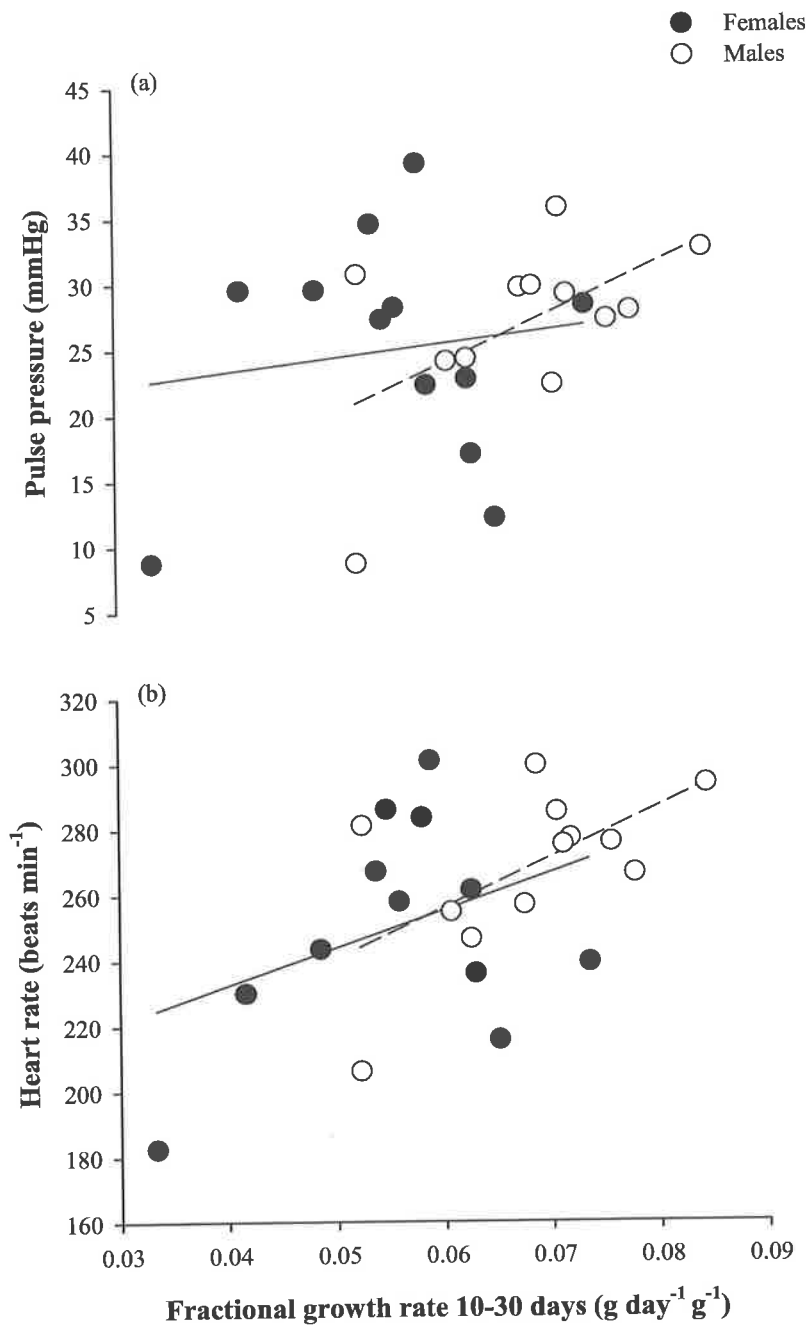 Females
Males
(a)
45
40
35
30
25
20
15
10
5
Pulse pressure (mmHg)
(b)
320
300
280
260
240
220
200
180
160
Heart rate (beats min⁻¹)
0.03 0.04 0.05 0.06 0.07 0.08 0.09
Fractional growth rate 10-30 days (g day⁻¹ g⁻¹)